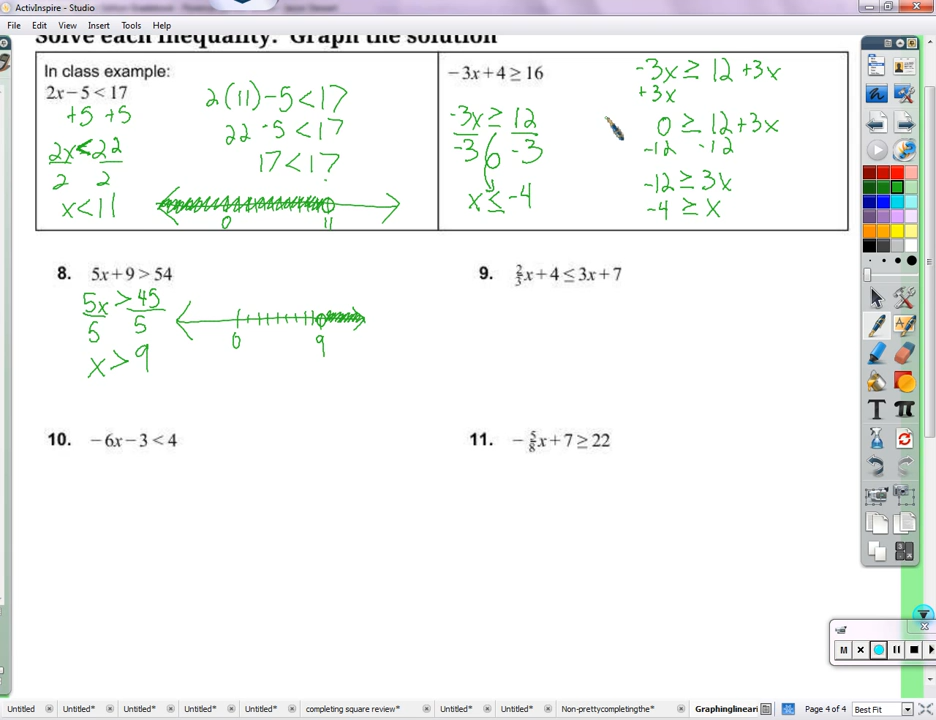 ActivInspire - Studio
File Edit View Insert Tools Help
Solve each inequality. Graph the solution
In class example:
2x − 5 < 17
+5 +5
2x < 22
2 2
x < 11
2(11) - 5 < 17
22 - 5 < 17
17 < 17
0 11
−3x + 4 ≥ 16
-3x ≥ 12
-3 -3
x ≤ -4
-3x ≥ 12 +3x
+3x
0 ≥ 12 + 3x
-12 -12
-12 ≥ 3x
-4 ≥ x
8. 5x + 9 > 54
5x > 45
5 5
x > 9
0 9
9. 2/3x + 4 ≤ 3x + 7
10. −6x − 3 < 4
11. −5/8x + 7 ≥ 22
M
Untitled Untitled* Untitled* Untitled* Untitled* completing square review* Untitled* Untitled* Non-prettycompletingthe* Graphinglineari Page 4 of 4 Best Fit